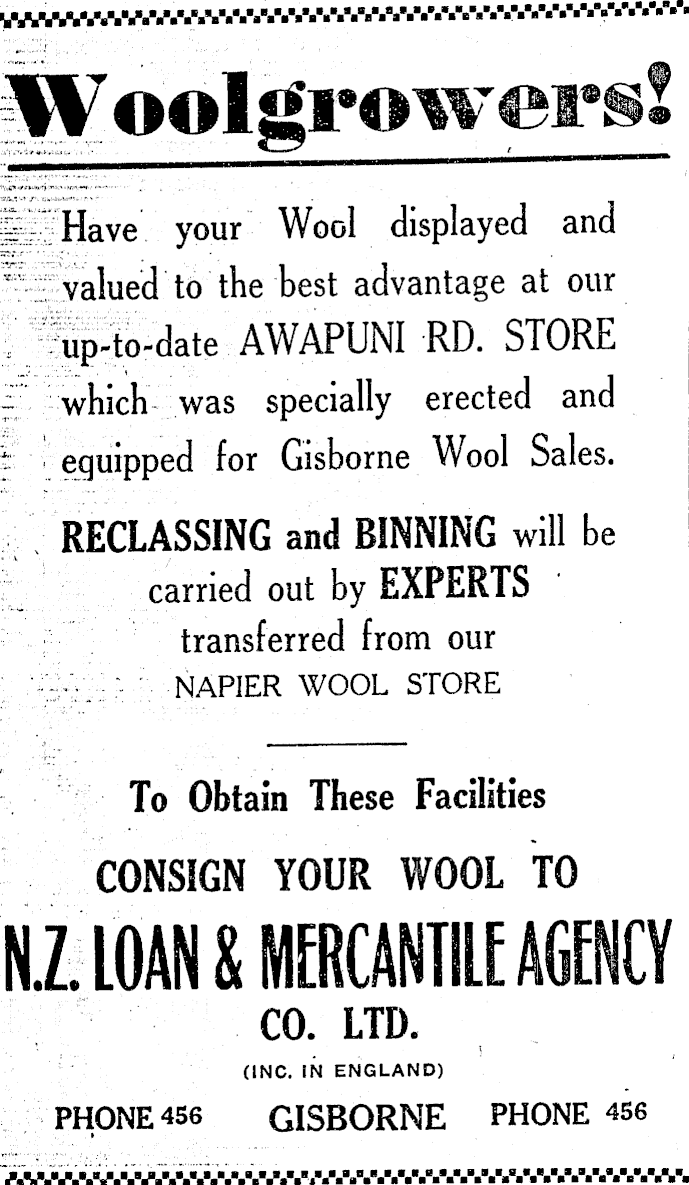 Woolgrowers!
Have your Wool displayed and
valued to the best advantage at our
up-to-date AWAPUNI RD. STORE
which was specially erected and
equipped for Gisborne Wool Sales.
RECLASSING and BINNING will be
carried out by EXPERTS
transferred from our
NAPIER WOOL STORE
To Obtain These Facilities
CONSIGN YOUR WOOL TO
N.Z. LOAN & MERCANTILE AGENCY
CO. LTD.
(INC. IN ENGLAND)
PHONE 456 GISBORNE PHONE 456